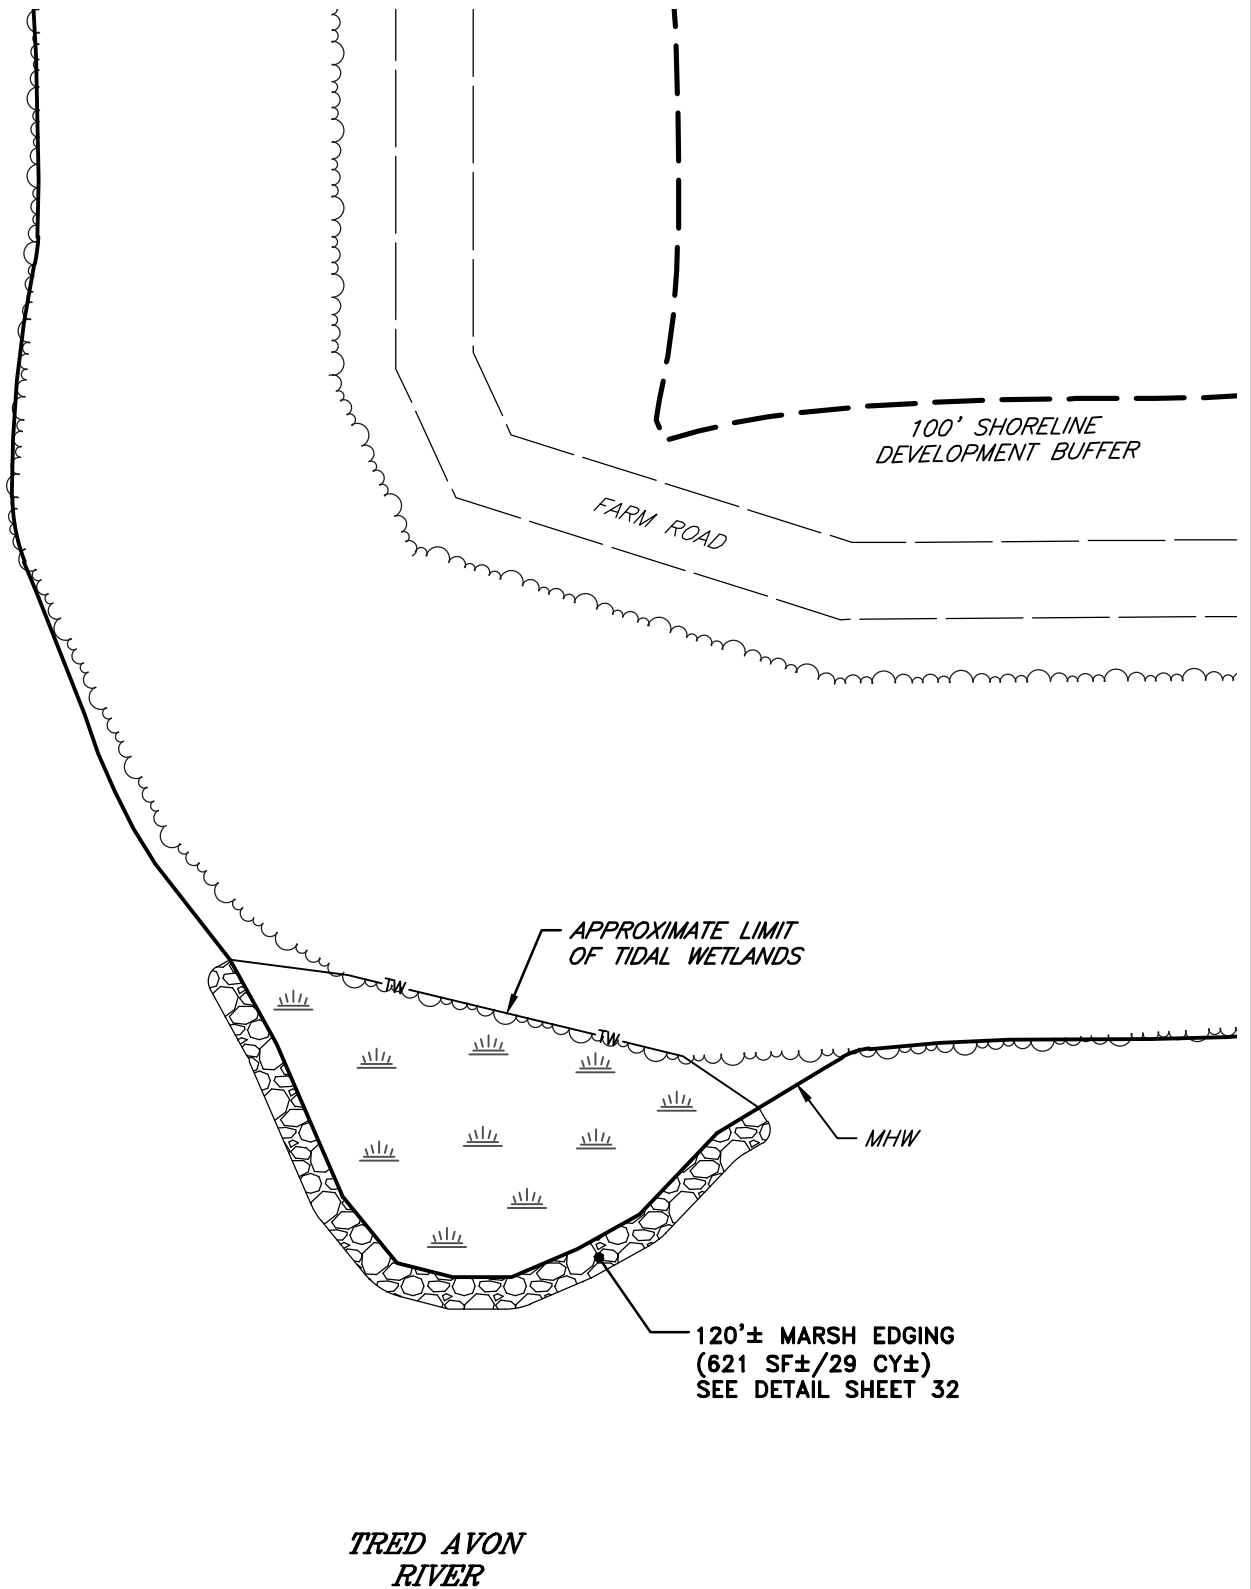 100' SHORELINE
DEVELOPMENT BUFFER
FARM ROAD
APPROXIMATE LIMIT
OF TIDAL WETLANDS
TW
TW
MHW
120'± MARSH EDGING
(621 SF±/29 CY±)
SEE DETAIL SHEET 32
TRED AVON
RIVER